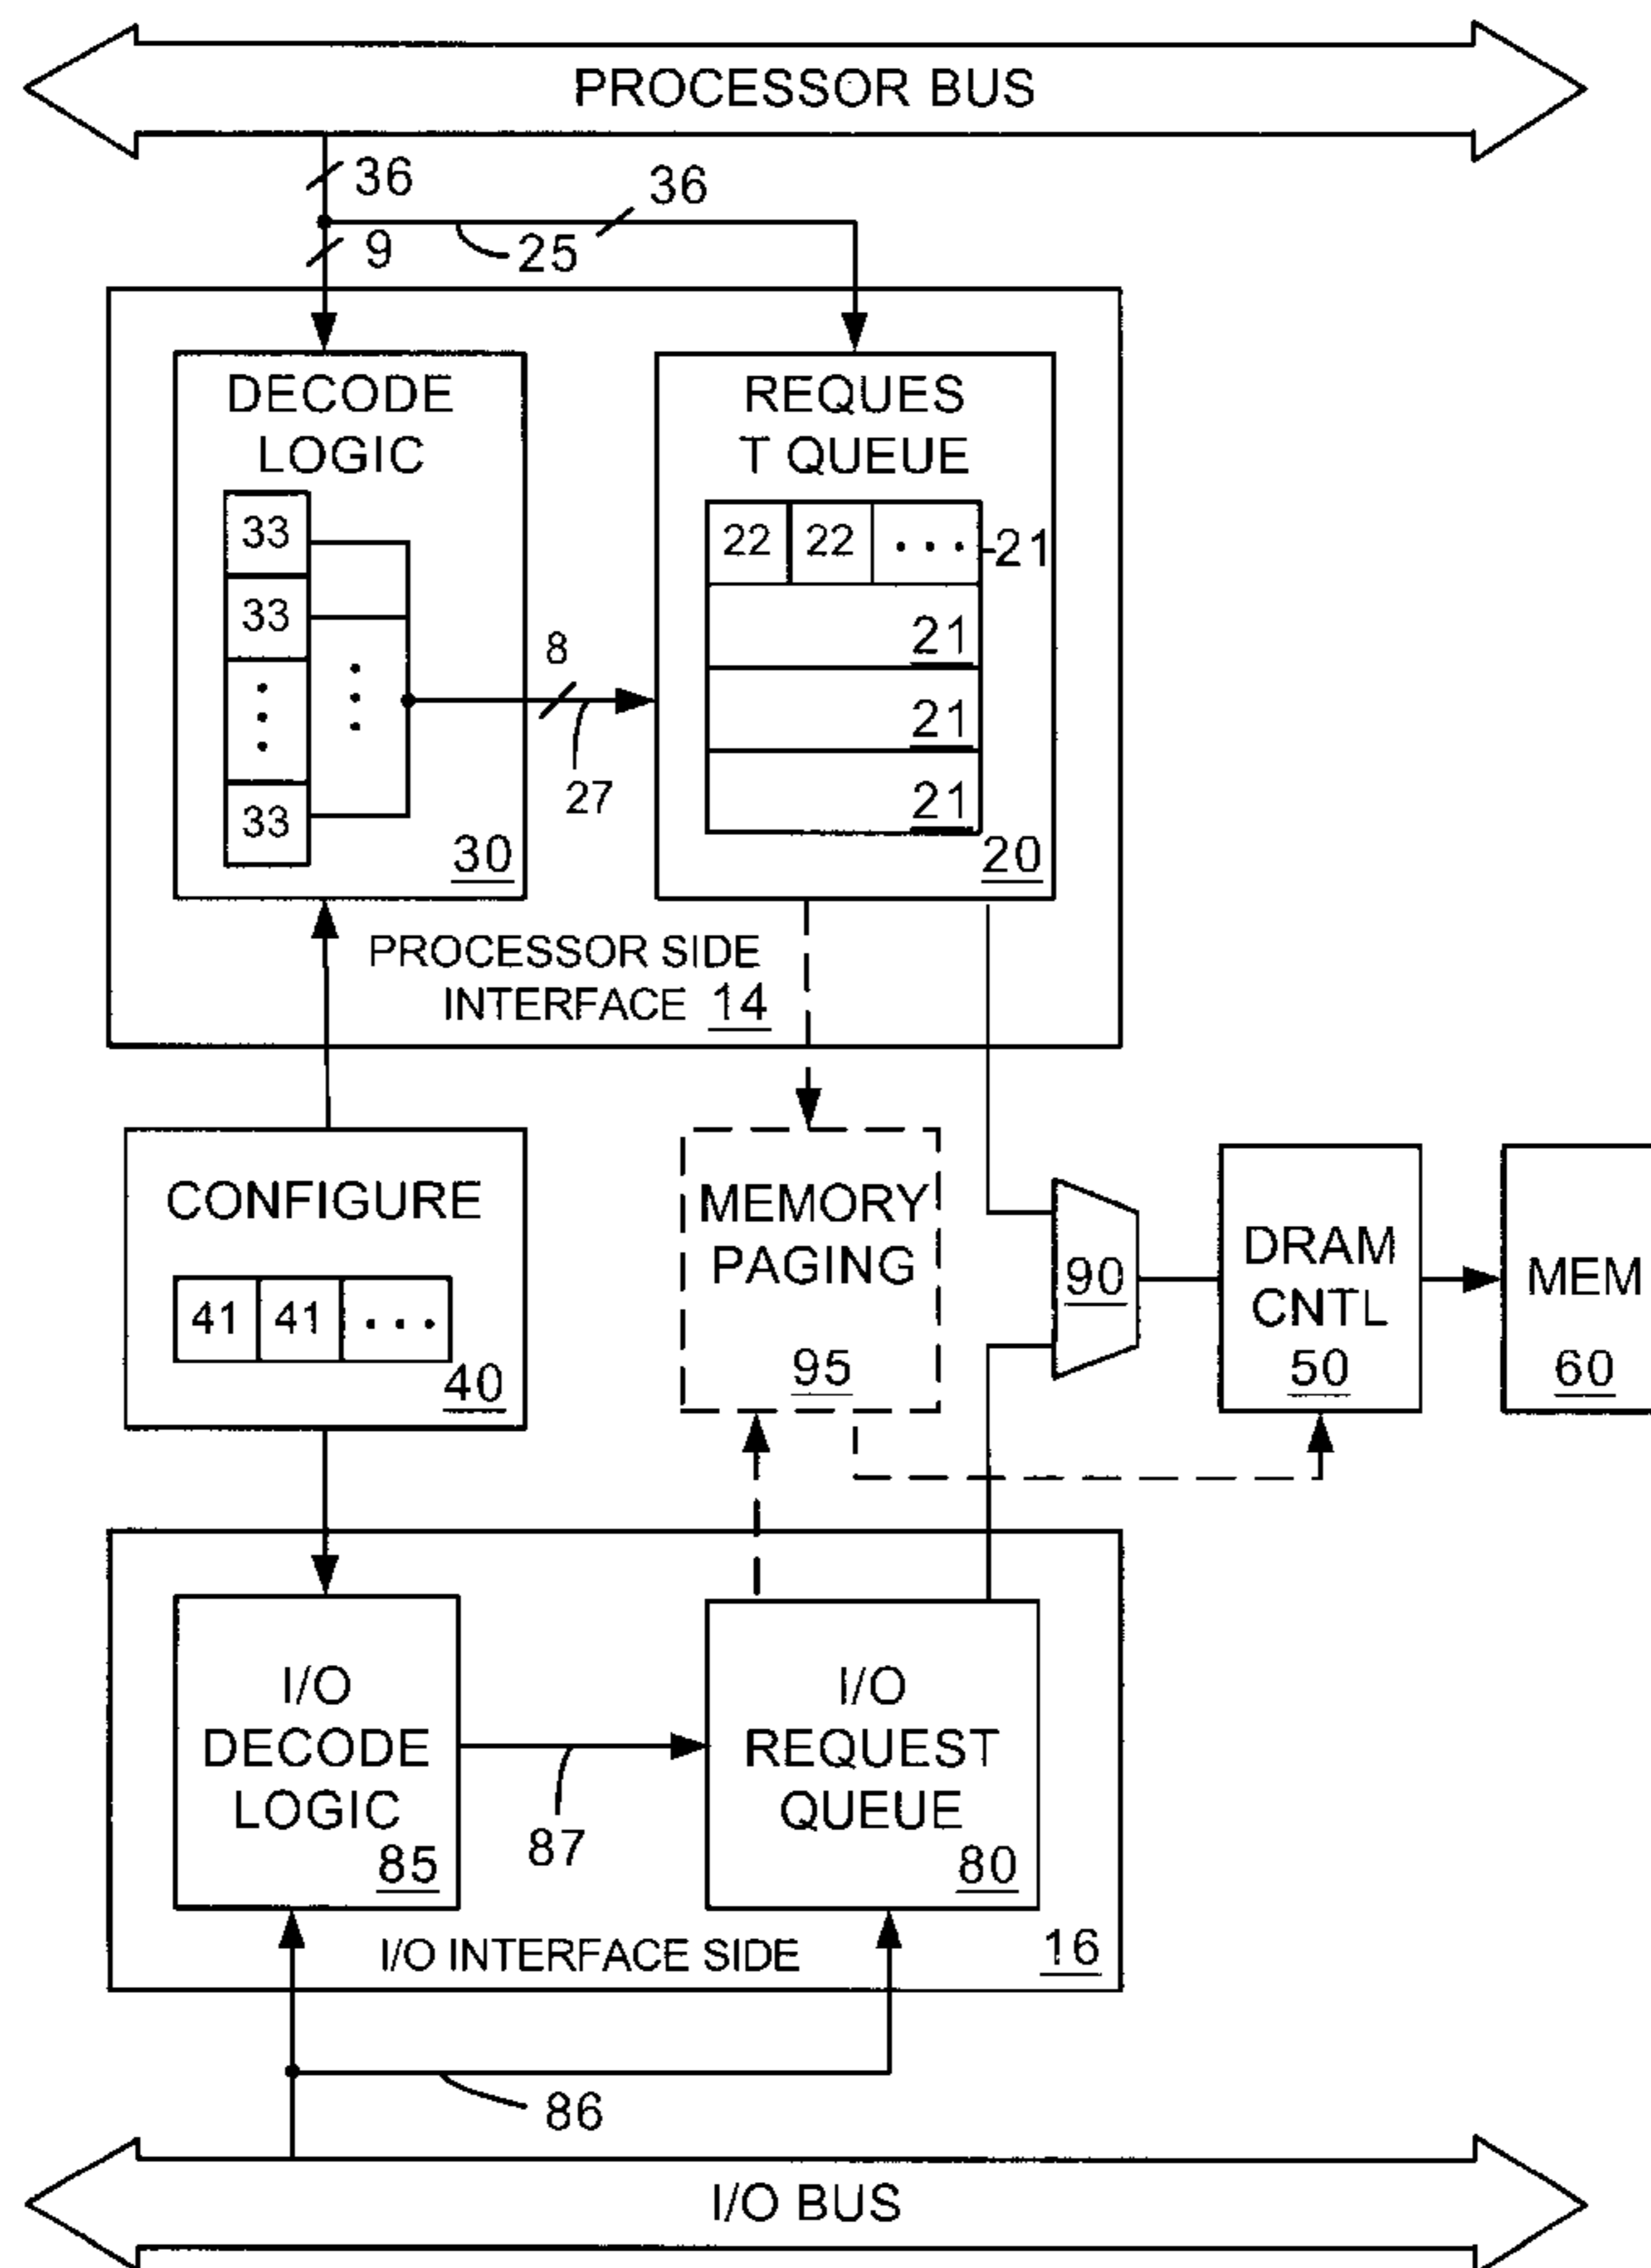 PROCESSOR BUS
36
36
9
25
DECODE
LOGIC
33
33
33
30
8
27
REQUES
T QUEUE
22 22 21
21
21
21
20
PROCESSOR SIDE
INTERFACE 14
CONFIGURE
41 41
40
MEMORY
PAGING
95
90
DRAM
CNTL
50
MEM
60
I/O
DECODE
LOGIC
85
87
I/O
REQUEST
QUEUE
80
I/O INTERFACE SIDE
16
86
I/O BUS